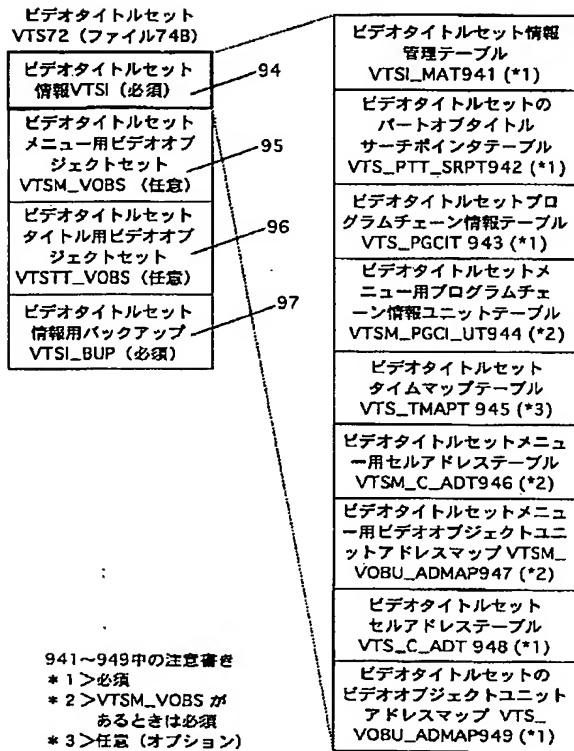 ビデオタイトルセット
VTS72(ファイル74B)
ビデオタイトルセット
情報VTSI(必須)
94
ビデオタイトルセット
メニュー用ビデオオブ
ジェクトセット
VTSM_VOBS(任意)
95
ビデオタイトルセット
タイトル用ビデオオブ
ジェクトセット
VTSTT_VOBS(任意)
96
ビデオタイトルセット
情報用バックアップ
VTSI_BUP(必須)
97
ビデオタイトルセット情報
管理テーブル
VTSI_MAT941 (*1)
ビデオタイトルセットの
パートオブタイトル
サーチポインタテーブル
VTS_PTT_SRPT942 (*1)
ビデオタイトルセットプロ
グラムチェーン情報テーブル
VTS_PGCIT 943 (*1)
ビデオタイトルセットメ
ニュー用プログラムチェ
ーン情報ユニットテーブル
VTSM_PGCI_UT944 (*2)
ビデオタイトルセット
タイムマップテーブル
VTS_TMAPT 945 (*3)
ビデオタイトルセットメニュ
ー用セルアドレステーブル
VTSM_C_ADT946 (*2)
ビデオタイトルセットメニュ
ー用ビデオオブジェクトユニ
ットアドレスマップ VTSM_
VOBU_ADMAP947 (*2)
ビデオタイトルセット
セルアドレステーブル
VTS_C_ADT 948 (*1)
ビデオタイトルセットの
ビデオオブジェクトユニット
アドレスマップ VTS_
VOBU_ADMAP949 (*1)
941~949中の注意書き
*1>必須
*2>VTSM_VOBS が
あるときは必須
*3>任意(オプション)